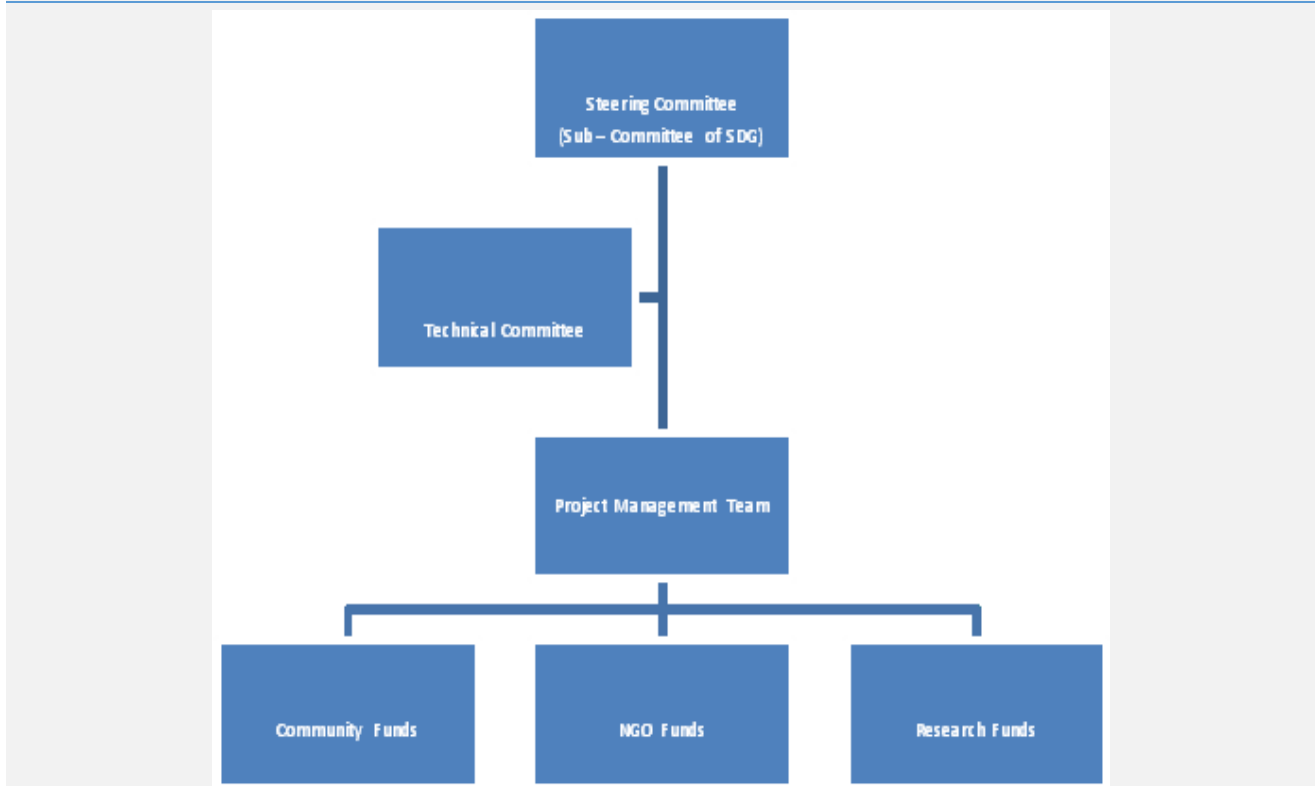 Steering Committee
(Sub – Committee of SDG)
Technical Committee
Project Management Team
Community Funds
NGO Funds
Research Funds